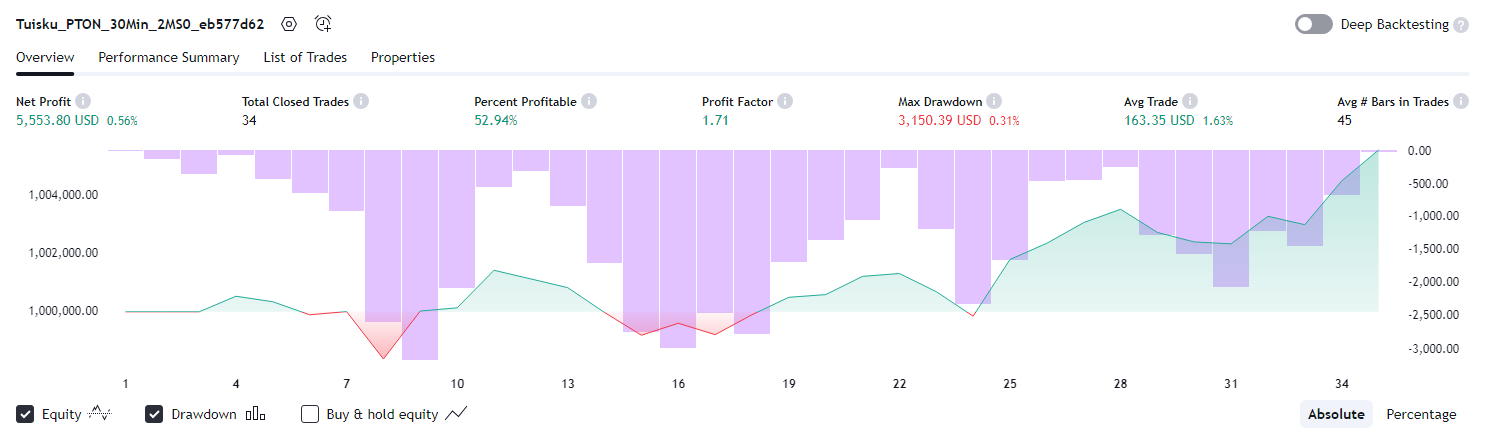 Tuisku_PTON_30Min_2MS0_eb577d62 Deep Backtesting ?
Overview Performance Summary List of Trades Properties
Net Profit i Total Closed Trades i Percent Profitable i Profit Factor i Max Drawdown i Avg Trade i Avg # Bars in Trades i
5,553.80 USD 0.56% 34 52.94% 1.71 3,150.39 USD 0.31% 163.35 USD 1.63% 45
0.00
-500.00
1,004,000.00
-1,000.00
-1,500.00
1,002,000.00
-2,000.00
1,000,000.00
-2,500.00
-3,000.00
1 4 7 10 13 16 19 22 25 28 31 34
Equity Drawdown Buy & hold equity Absolute Percentage